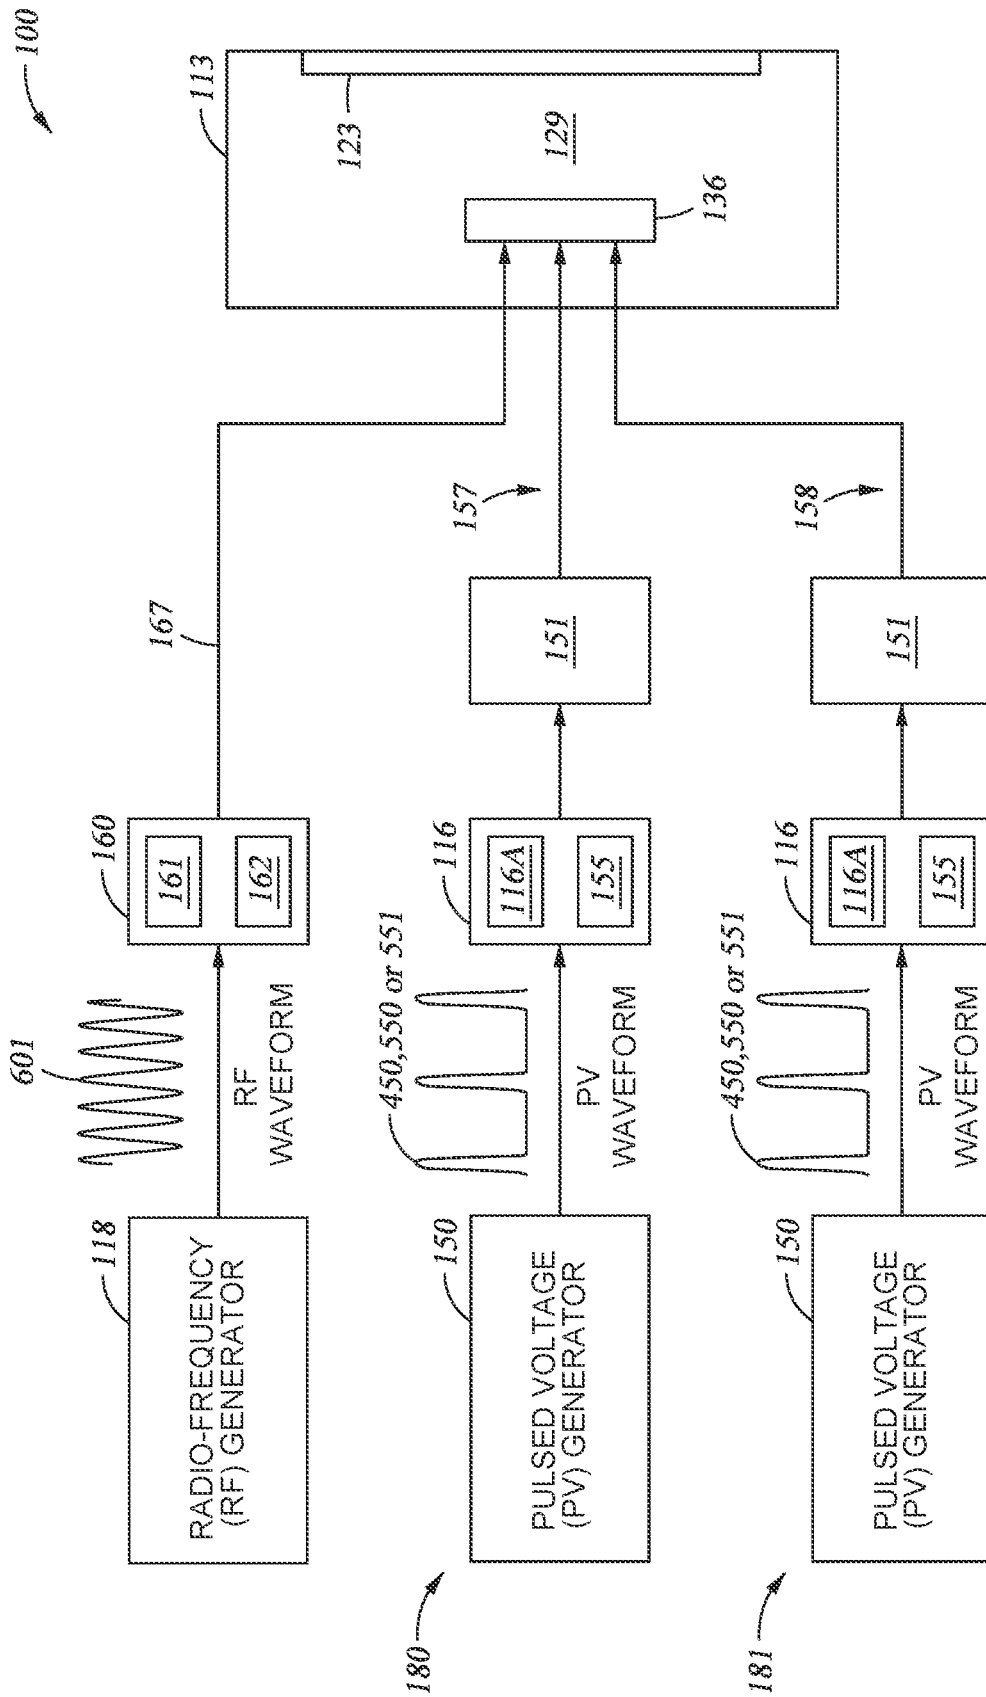 100
113
123
129
136
167
157
158
151
151
160
161
162
116
116A
155
116
116A
155
601
RF
WAVEFORM
450,550 or 551
PV
WAVEFORM
450,550 or 551
PV
WAVEFORM
118
RADIO-FREQUENCY
(RF) GENERATOR
150
PULSED VOLTAGE
(PV) GENERATOR
150
PULSED VOLTAGE
(PV) GENERATOR
180
181